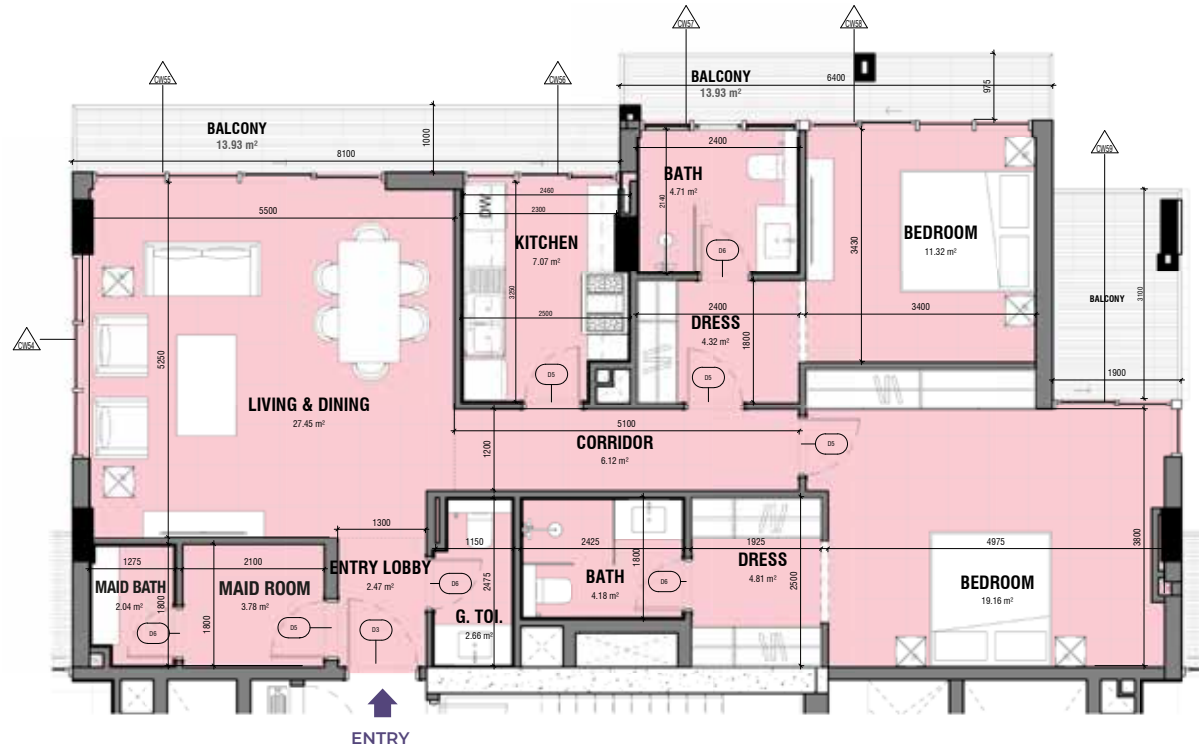 CW57
CW58
CW55
CW56
BALCONY
13.93 m²
6400
975
BALCONY
13.93 m²
8100
1000
CW59
2400
BATH
4.71 m²
2140
2460
2300
DW
KITCHEN
7.07 m²
3250
2500
5500
D6
3430
BEDROOM
11.32 m²
BALCONY
3100
2400
DRESS
4.32 m²
1800
3400
CW54
5250
1900
D5
D5
LIVING & DINING
27.45 m²
5100
CORRIDOR
6.12 m²
1200
D5
1300
1150
2425
1925
4975
3800
1275
2100
MAID BATH
2.04 m²
1800
MAID ROOM
3.78 m²
1800
ENTRY LOBBY
2.47 m²
D6
2475
G. TOI.
2.66 m²
BATH
4.18 m²
1800
D6
DRESS
4.81 m²
2500
BEDROOM
19.16 m²
D6
D5
D3
ENTRY